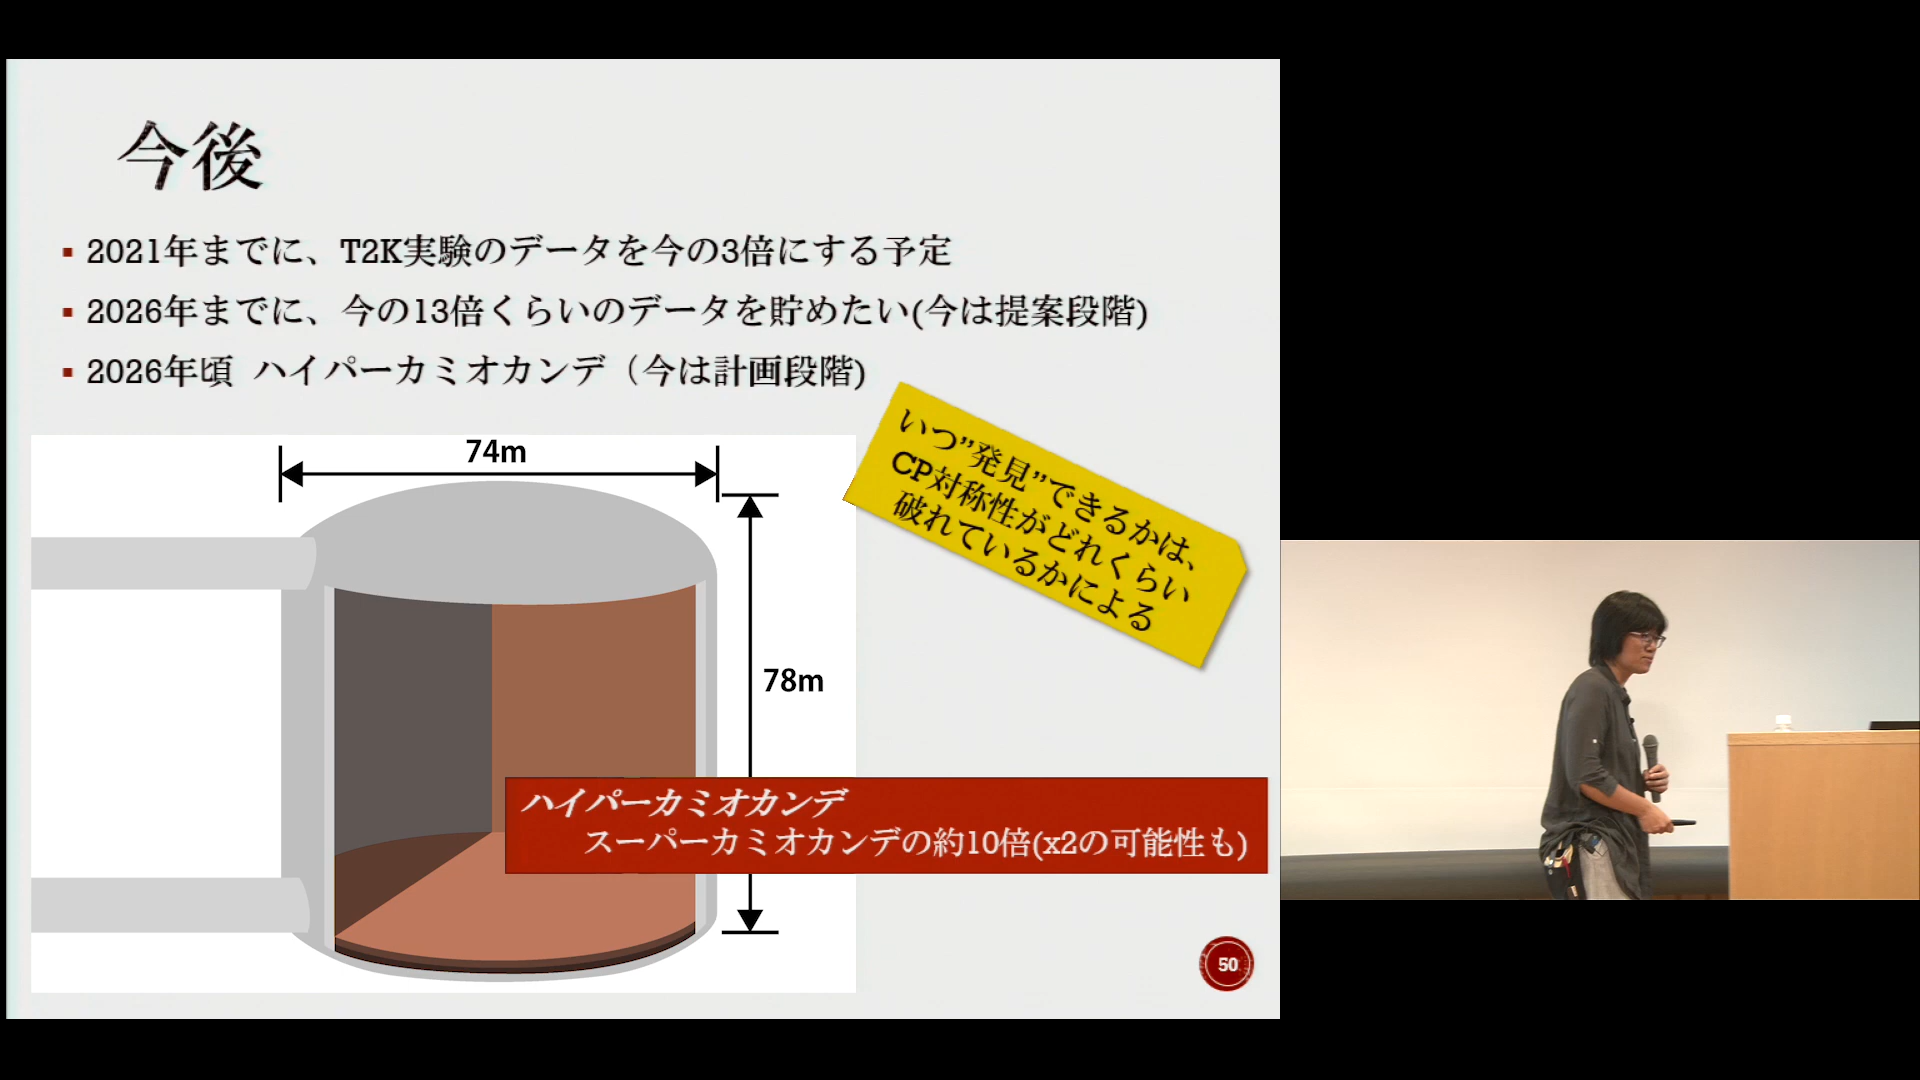 今後
2021年までに、T2K実験のデータを今の3倍にする予定
2026年までに、今の13倍くらいのデータを貯めたい(今は提案段階)
2026年頃 ハイパーカミオカンデ（今は計画段階)
74m
いつ”発見”できるかは、
CP対称性がどれくらい
破れているかによる
78m
ハイパーカミオカンデ
スーパーカミオカンデの約10倍(x2の可能性も)
50